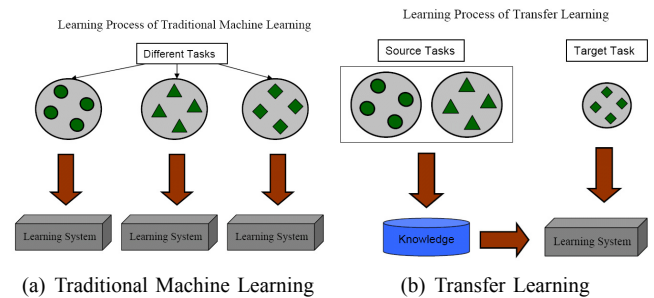 Learning Process of Traditional Machine Learning
Different Tasks
Learning System
Learning System
Learning System
(a) Traditional Machine Learning
Learning Process of Transfer Learning
Source Tasks
Target Task
Knowledge
Learning System
(b) Transfer Learning